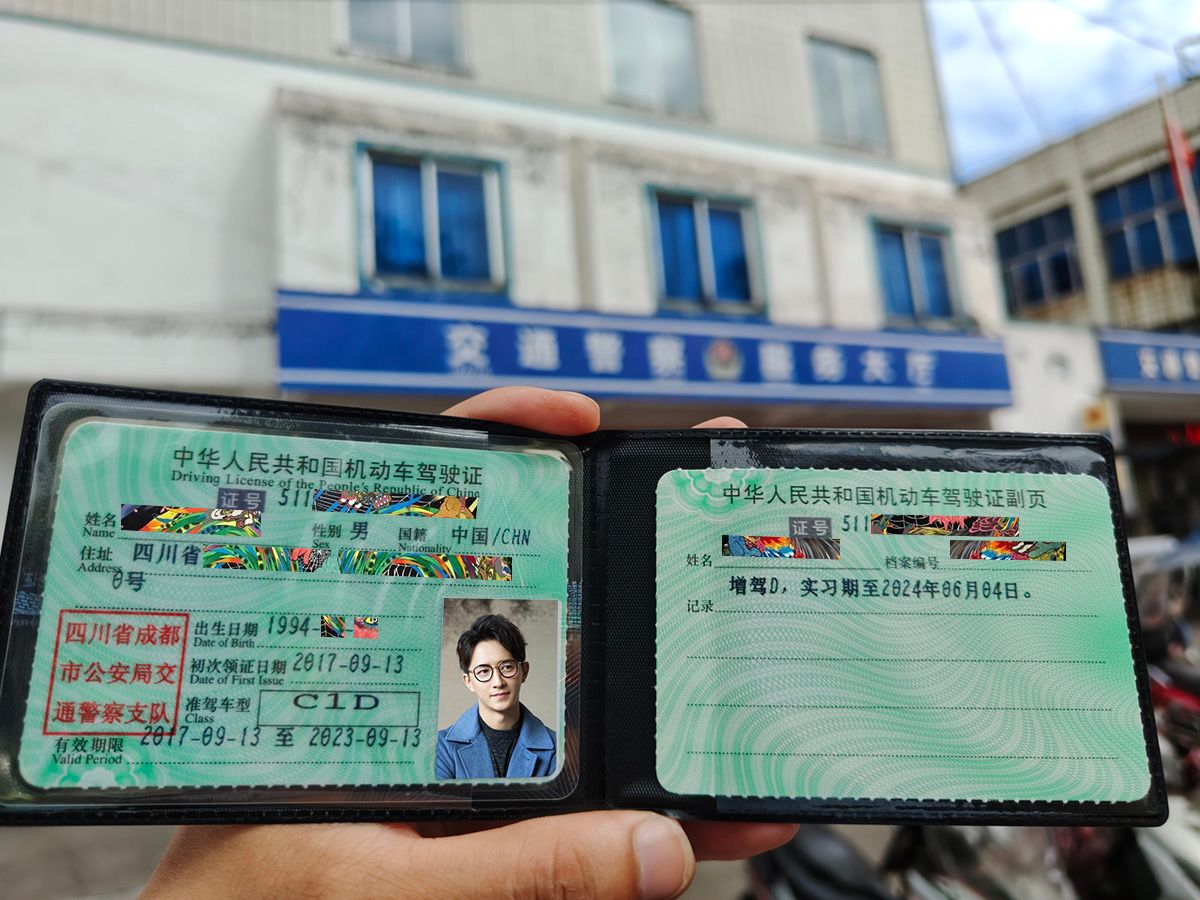 交通警察服务大厅
中华人民共和国机动车驾驶证
Driving License of the People's Republic of China
证号 511
姓名 性别 男 国籍 中国/CHN
Name Sex Nationality
住址 四川省
Address
0号
四川省成都
市公安局交
通警察支队
出生日期 1994-
Date of Birth
初次领证日期 2017-09-13
Date of First Issue
准驾车型 C1D
Class
有效期限 2017-09-13 至 2023-09-13
Valid Period
中华人民共和国机动车驾驶证副页
证号 511
姓名 档案编号
记录 增驾D，实习期至2024年06月04日。